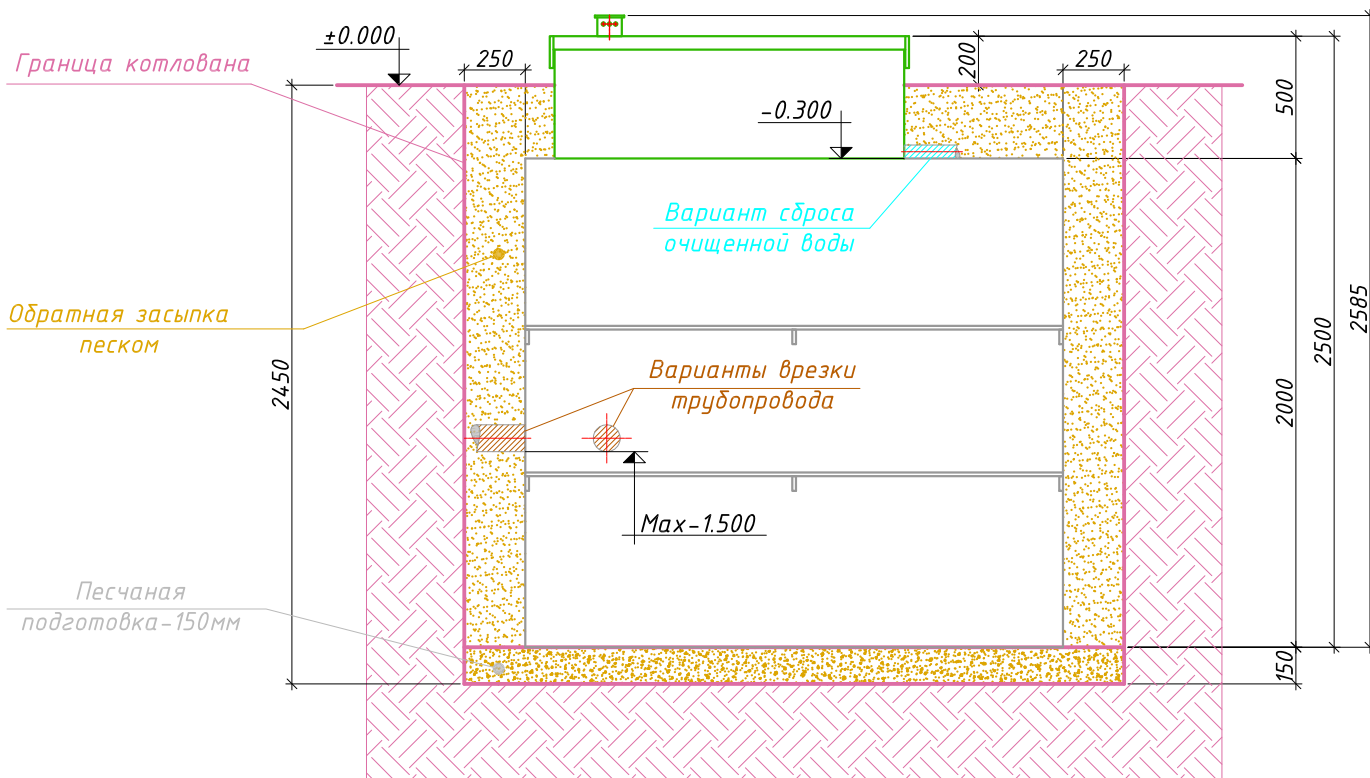 ±0.000
Граница котлована
250
200
250
500
-0.300
Вариант сброса
очищенной воды
Обратная засыпка
песком
2585
2500
2450
2000
Варианты врезки
трубопровода
Max-1.500
Песчаная
подготовка-150мм
150